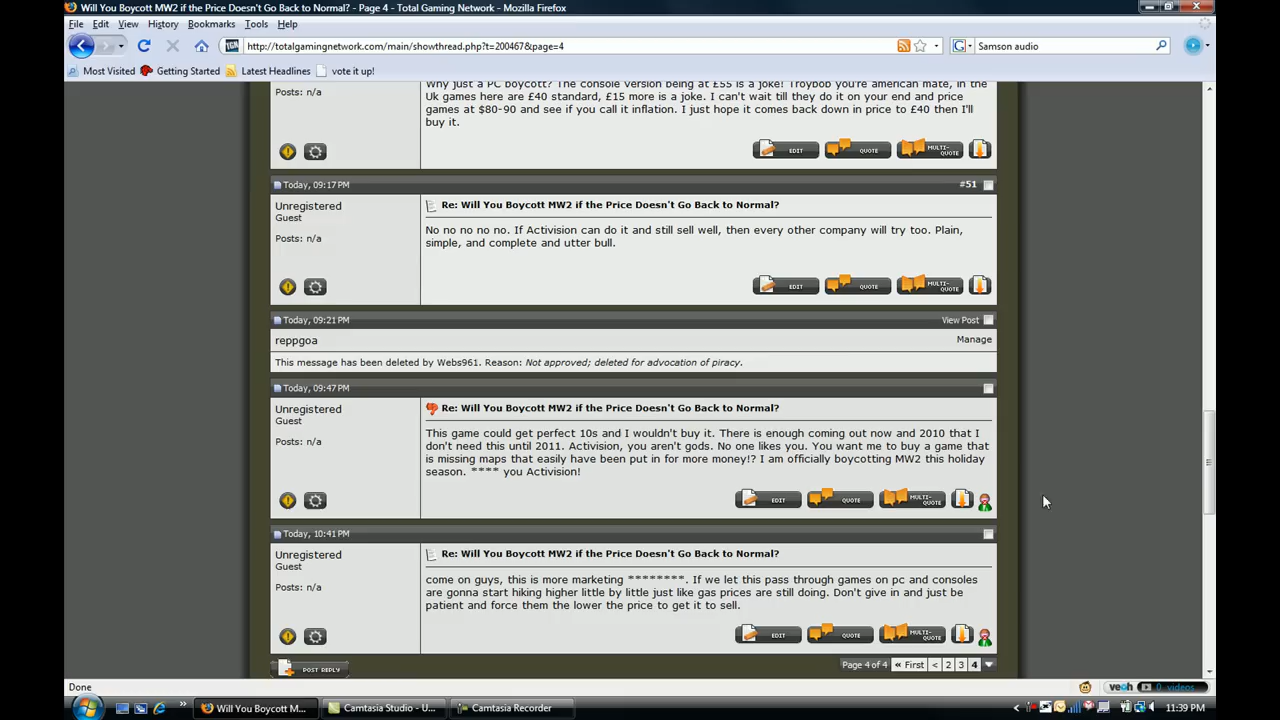 Will You Boycott MW2 if the Price Doesn't Go Back to Normal? - Page 4 - Total Gaming Network - Mozilla Firefox
File Edit View History Bookmarks Tools Help
TGN http://totalgamingnetwork.com/main/showthread.php?t=200467&page=4 Samson audio
Most Visited Getting Started Latest Headlines vote it up!
Posts: n/a
Why just a PC boycott? The console version being at £55 is a joke! Troybob you're american mate, in the
Uk games here are £40 standard, £15 more is a joke. I can't wait till they do it on your end and price
games at $80-90 and see if you call it inflation. I just hope it comes back down in price to £40 then I'll
buy it.
EDIT QUOTE MULTI-QUOTE
Today, 09:17 PM #51
Unregistered
Guest
Posts: n/a
Re: Will You Boycott MW2 if the Price Doesn't Go Back to Normal?
No no no no no. If Activision can do it and still sell well, then every other company will try too. Plain,
simple, and complete and utter bull.
EDIT QUOTE MULTI-QUOTE
Today, 09:21 PM View Post
reppgoa Manage
This message has been deleted by Webs961. Reason: Not approved; deleted for advocation of piracy.
Today, 09:47 PM
Unregistered
Guest
Posts: n/a
Re: Will You Boycott MW2 if the Price Doesn't Go Back to Normal?
This game could get perfect 10s and I wouldn't buy it. There is enough coming out now and 2010 that I
don't need this until 2011. Activision, you aren't gods. No one likes you. You want me to buy a game that
is missing maps that easily have been put in for more money!? I am officially boycotting MW2 this holiday
season. **** you Activision!
EDIT QUOTE MULTI-QUOTE
Today, 10:41 PM
Unregistered
Guest
Posts: n/a
Re: Will You Boycott MW2 if the Price Doesn't Go Back to Normal?
come on guys, this is more marketing ********. If we let this pass through games on pc and consoles
are gonna start hiking higher little by little just like gas prices are still doing. Don't give in and just be
patient and force them the lower the price to get it to sell.
EDIT QUOTE MULTI-QUOTE
POST REPLY Page 4 of 4 « First < 2 3 4
Done veoh 0 videos
Will You Boycott M... Camtasia Studio - U... Camtasia Recorder 11:39 PM